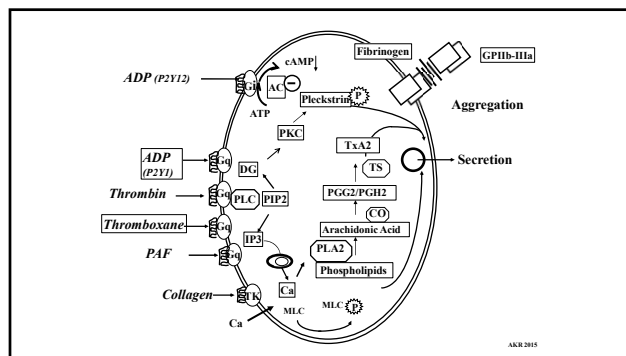 Fibrinogen
GPIIb-IIIa
cAMP↓
ADP (P2Y12)
Gi
AC
ATP
Pleckstrin
P
Aggregation
PKC
TxA2
ADP
(P2Y1)
Gq
DG
TS
Secretion
Thrombin
Gq
PLC
PIP2
PGG2/PGH2
CO
Thromboxane
Gq
IP3
Arachidonic Acid
PLA2
PAF
Gq
Phospholipids
Collagen
TK
Ca
Ca
MLC
MLC
P
AKR 2015